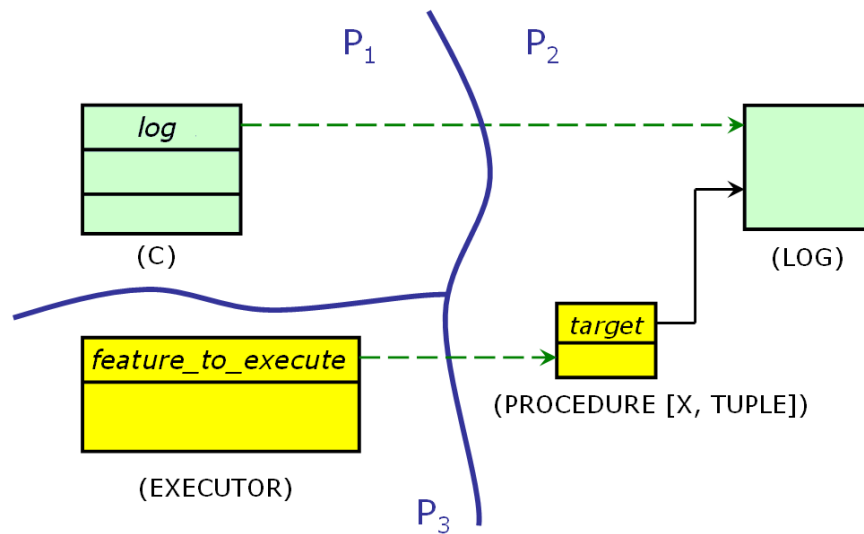 P1
P2
log
(C)
(LOG)
target
feature_to_execute
(PROCEDURE [X, TUPLE])
(EXECUTOR)
P3